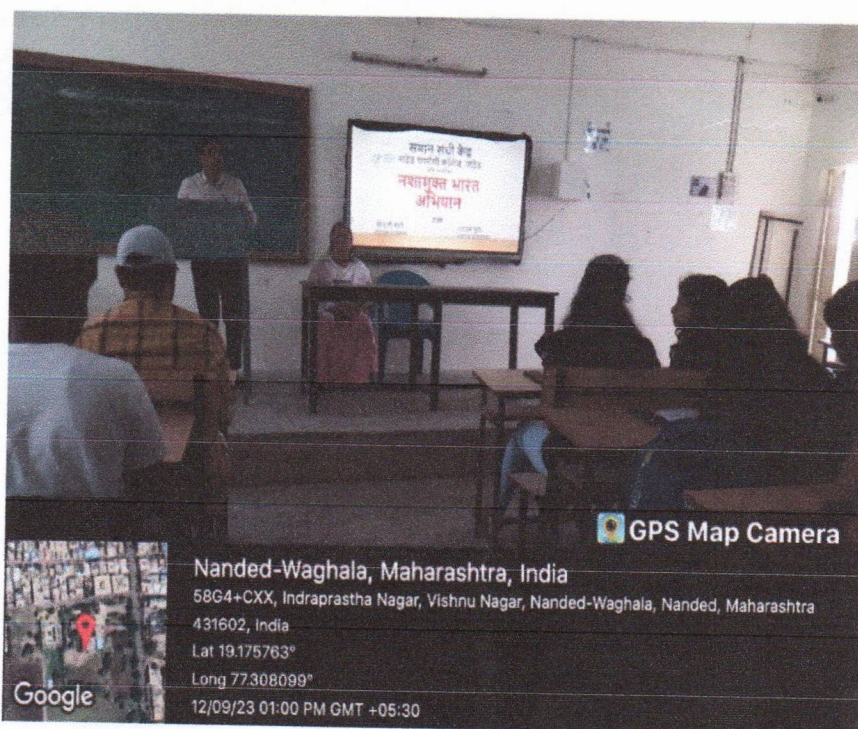 समान संधी केंद्र
नांदेड फार्मसी कॉलेज, नांदेड
नशामुक्त भारत
अभियान
GPS Map Camera
Nanded-Waghala, Maharashtra, India
58G4+CXX, Indraprastha Nagar, Vishnu Nagar, Nanded-Waghala, Nanded, Maharashtra
431602, India
Lat 19.175763°
Long 77.308099°
12/09/23 01:00 PM GMT +05:30
Google